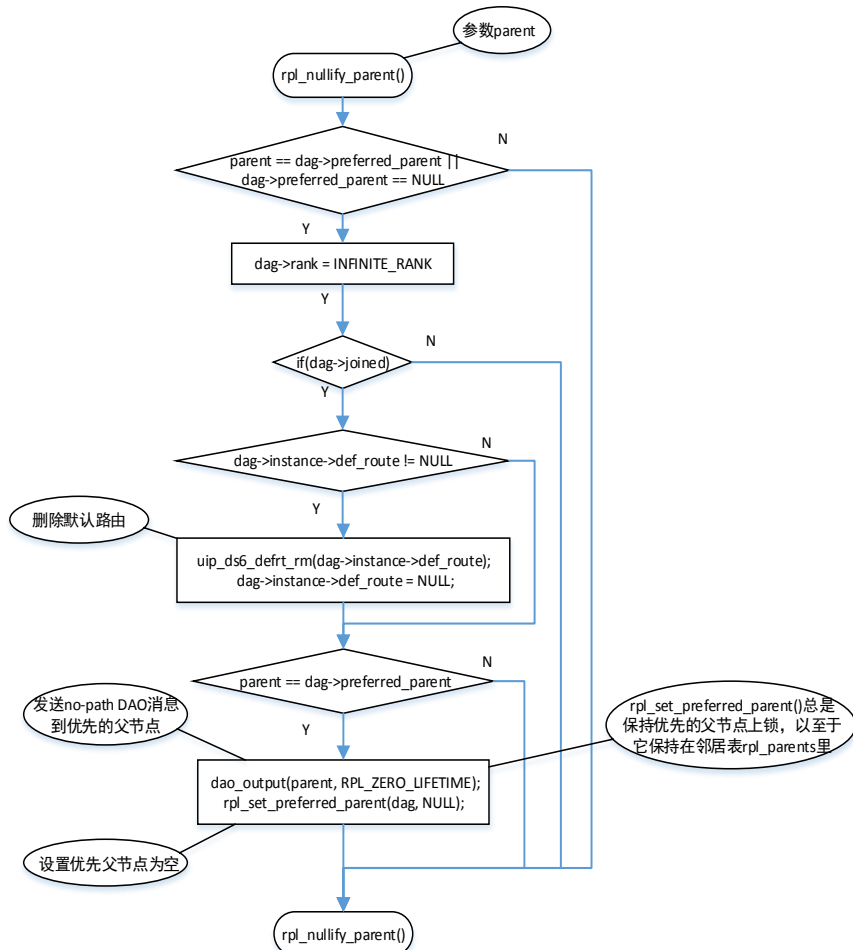 参数parent
rpl_nullify_parent()
N
parent == dag->preferred_parent ||
dag->preferred_parent == NULL
Y
dag->rank = INFINITE_RANK
Y
N
if(dag->joined)
Y
N
dag->instance->def_route != NULL
Y
删除默认路由
uip_ds6_defrt_rm(dag->instance->def_route);
dag->instance->def_route = NULL;
N
parent == dag->preferred_parent
发送no-path DAO消息
到优先的父节点
Y
rpl_set_preferred_parent()总是
保持优先的父节点上锁，以至于
它保持在邻居表rpl_parents里
dao_output(parent, RPL_ZERO_LIFETIME);
rpl_set_preferred_parent(dag, NULL);
设置优先父节点为空
rpl_nullify_parent()